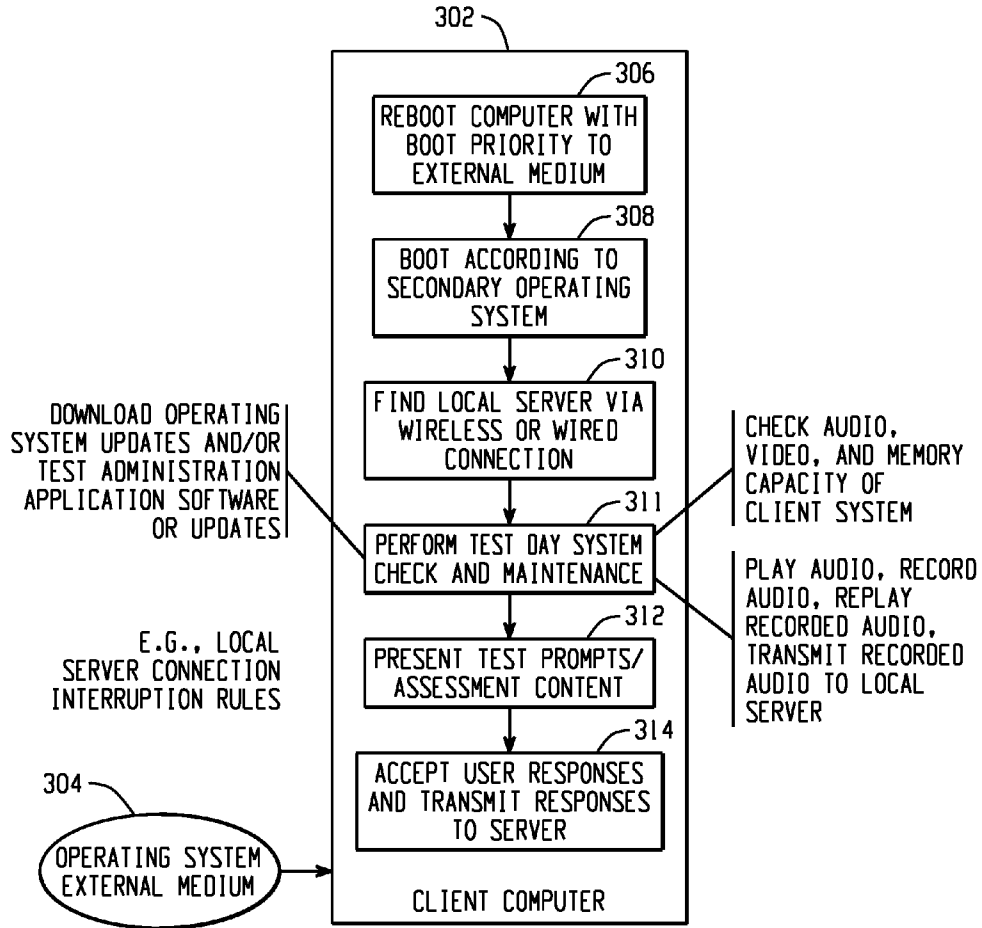 302
306
REBOOT COMPUTER WITH
BOOT PRIORITY TO
EXTERNAL MEDIUM
308
BOOT ACCORDING TO
SECONDARY OPERATING
SYSTEM
310
FIND LOCAL SERVER VIA
WIRELESS OR WIRED
CONNECTION
DOWNLOAD OPERATING
SYSTEM UPDATES AND/OR
TEST ADMINISTRATION
APPLICATION SOFTWARE
OR UPDATES
CHECK AUDIO,
VIDEO, AND MEMORY
CAPACITY OF
CLIENT SYSTEM
311
PERFORM TEST DAY SYSTEM
CHECK AND MAINTENANCE
PLAY AUDIO, RECORD
AUDIO, REPLAY
RECORDED AUDIO,
TRANSMIT RECORDED
AUDIO TO LOCAL
SERVER
E.G., LOCAL
SERVER CONNECTION
INTERRUPTION RULES
312
PRESENT TEST PROMPTS/
ASSESSMENT CONTENT
314
ACCEPT USER RESPONSES
AND TRANSMIT RESPONSES
TO SERVER
304
OPERATING SYSTEM
EXTERNAL MEDIUM
CLIENT COMPUTER